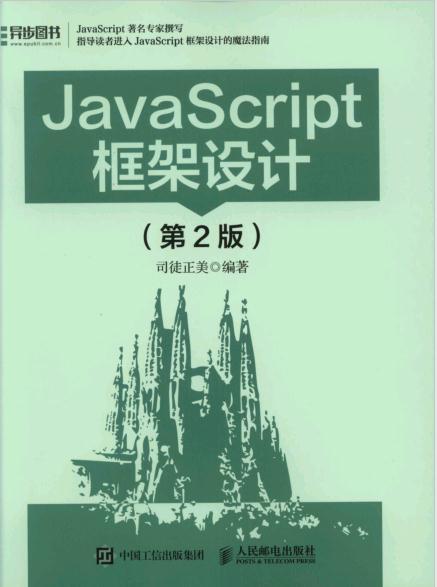 异步图书
www.epubit.com.cn
JavaScript 著名专家撰写
指导读者进入 JavaScript 框架设计的魔法指南
JavaScript
框架设计
（第2版）
司徒正美◎编著
中国工信出版集团
人民邮电出版社
POSTS & TELECOM PRESS